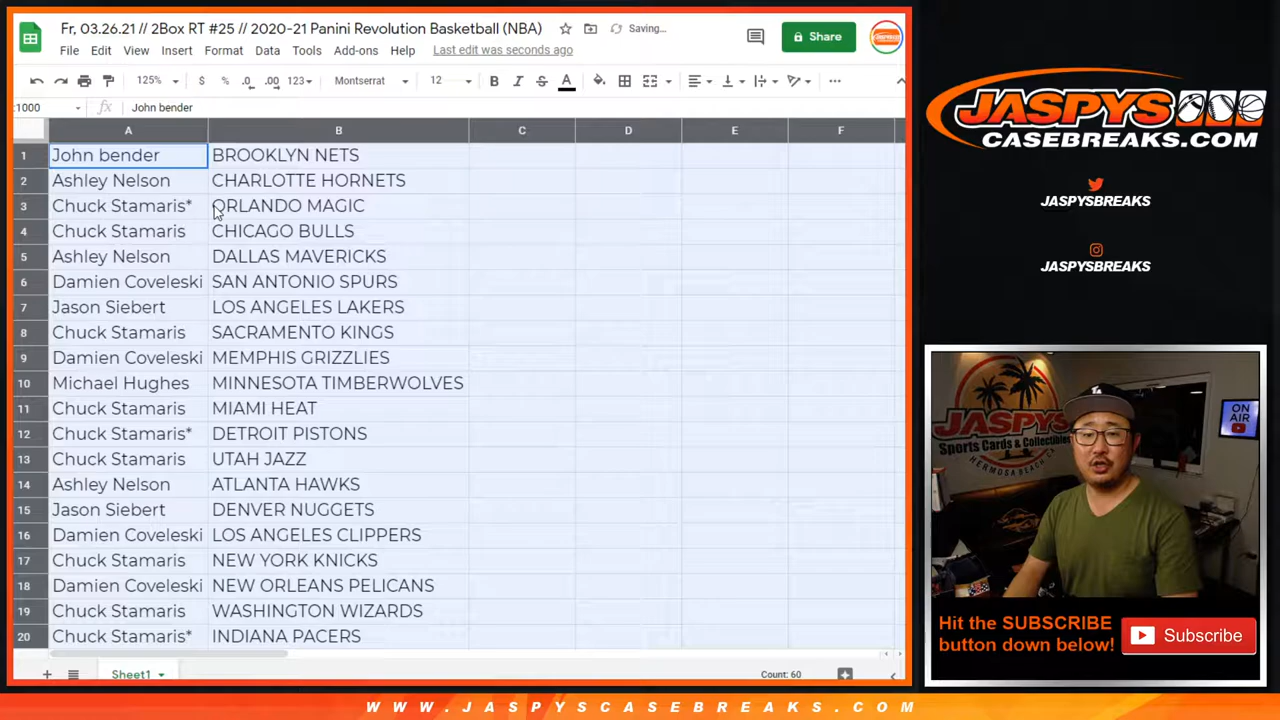 Fr, 03.26.21 // 2Box RT #25 // 2020-21 Panini Revolution Basketball (NBA)
Saving...
File Edit View Insert Format Data Tools Add-ons Help Last edit was seconds ago
Share
125% $ % .0 .00 123 Montserrat 12 B I S A
:1000 fx John bender
A B C D E F
1 John bender BROOKLYN NETS
2 Ashley Nelson CHARLOTTE HORNETS
3 Chuck Stamaris* ORLANDO MAGIC
4 Chuck Stamaris CHICAGO BULLS
5 Ashley Nelson DALLAS MAVERICKS
6 Damien Coveleski SAN ANTONIO SPURS
7 Jason Siebert LOS ANGELES LAKERS
8 Chuck Stamaris SACRAMENTO KINGS
9 Damien Coveleski MEMPHIS GRIZZLIES
10 Michael Hughes MINNESOTA TIMBERWOLVES
11 Chuck Stamaris MIAMI HEAT
12 Chuck Stamaris* DETROIT PISTONS
13 Chuck Stamaris UTAH JAZZ
14 Ashley Nelson ATLANTA HAWKS
15 Jason Siebert DENVER NUGGETS
16 Damien Coveleski LOS ANGELES CLIPPERS
17 Chuck Stamaris NEW YORK KNICKS
18 Damien Coveleski NEW ORLEANS PELICANS
19 Chuck Stamaris WASHINGTON WIZARDS
20 Chuck Stamaris* INDIANA PACERS
Sheet1
Count: 60
JASPYS
CASEBREAKS.COM
JASPYSBREAKS
JASPYSBREAKS
JASPYS
Sports Cards & Collectibles
HERMOSA BEACH, CA
ON AIR
Hit the SUBSCRIBE
button down below!
Subscribe
WWW.JASPYSCASEBREAKS.COM